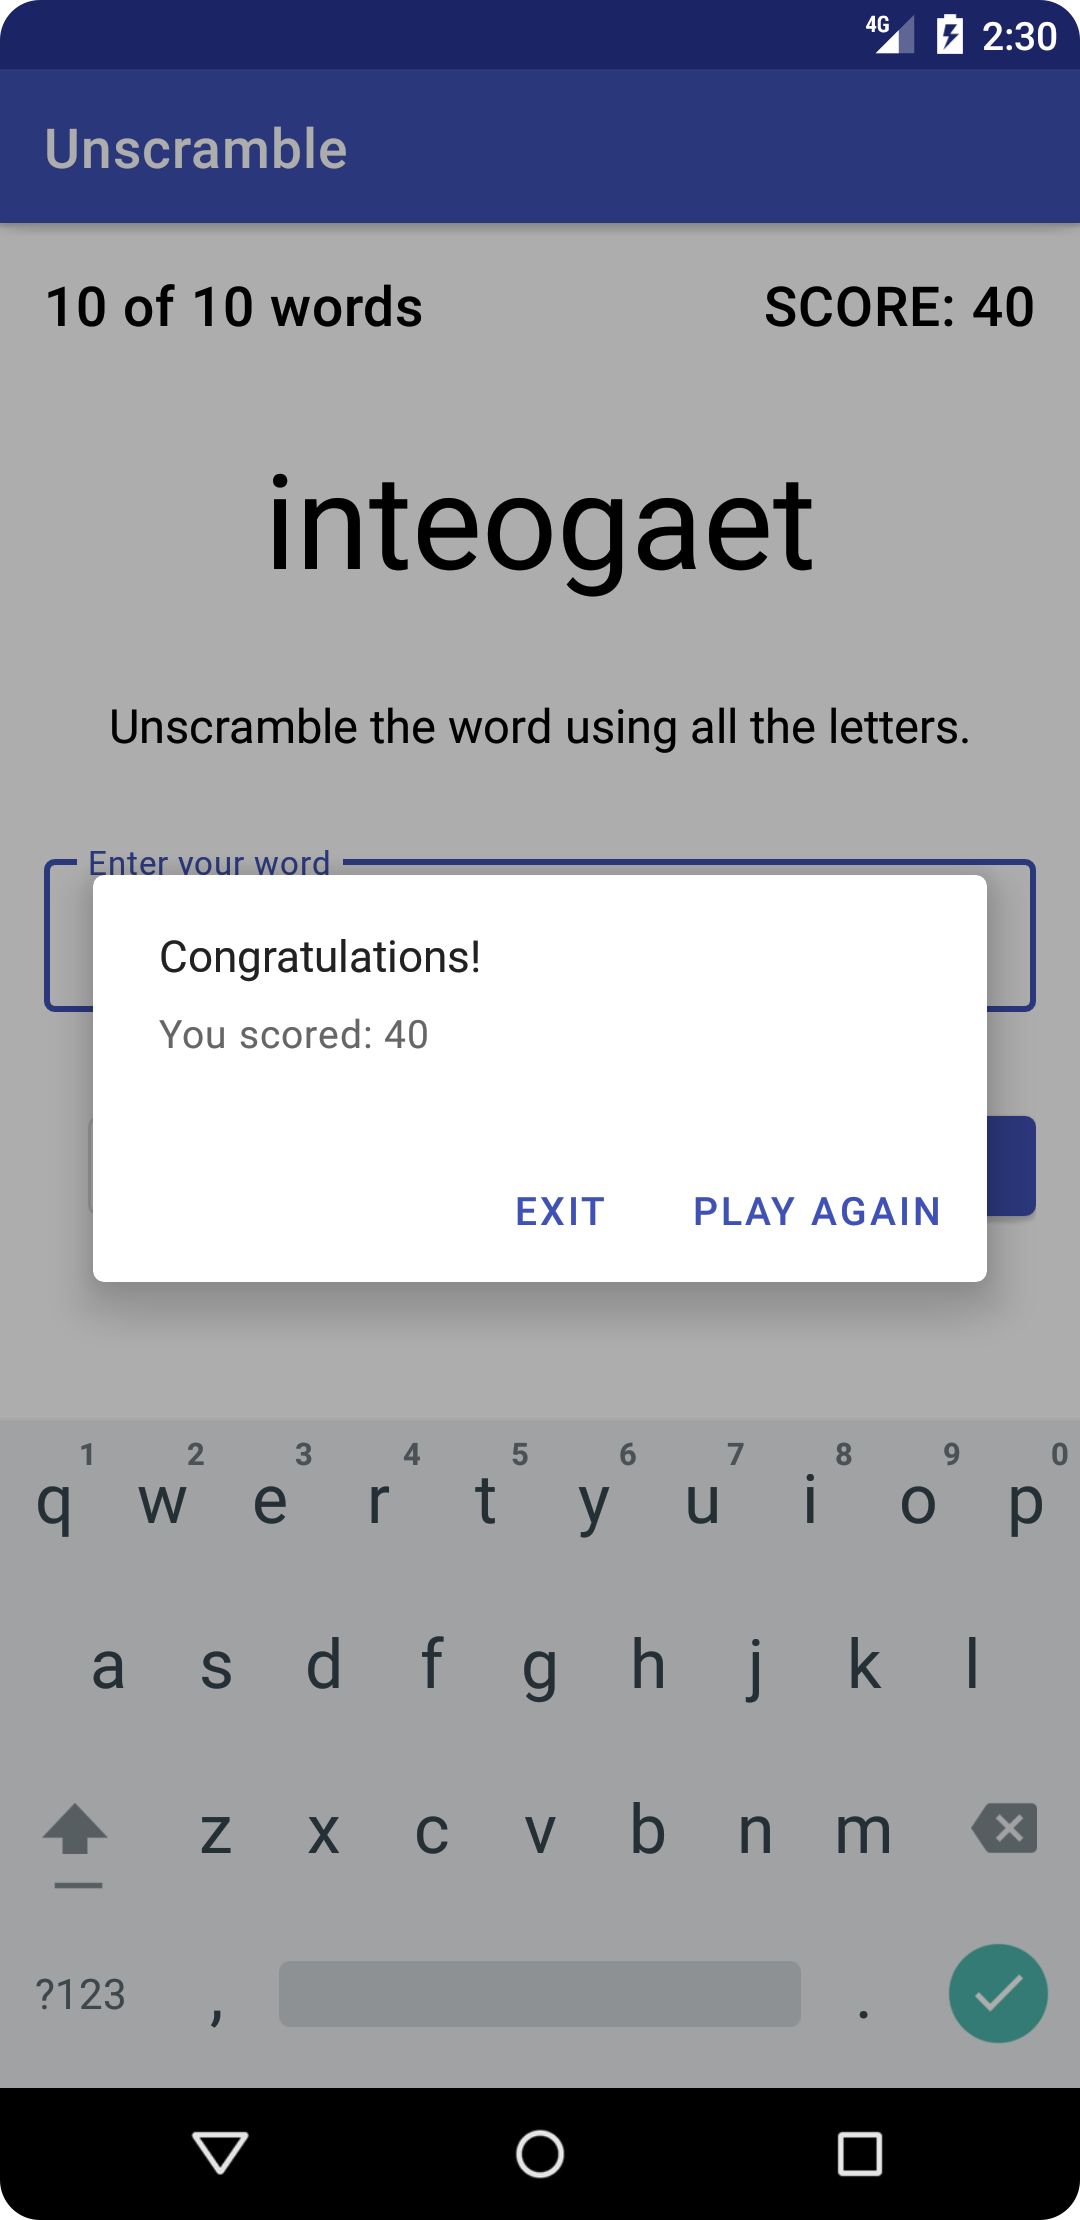 4G 2:30
Unscramble
10 of 10 words SCORE: 40
inteogaet
Unscramble the word using all the letters.
Enter your word
Congratulations!
You scored: 40
EXIT PLAY AGAIN
1 2 3 4 5 6 7 8 9 0
q w e r t y u i o p
a s d f g h j k l
z x c v b n m
?123 , .